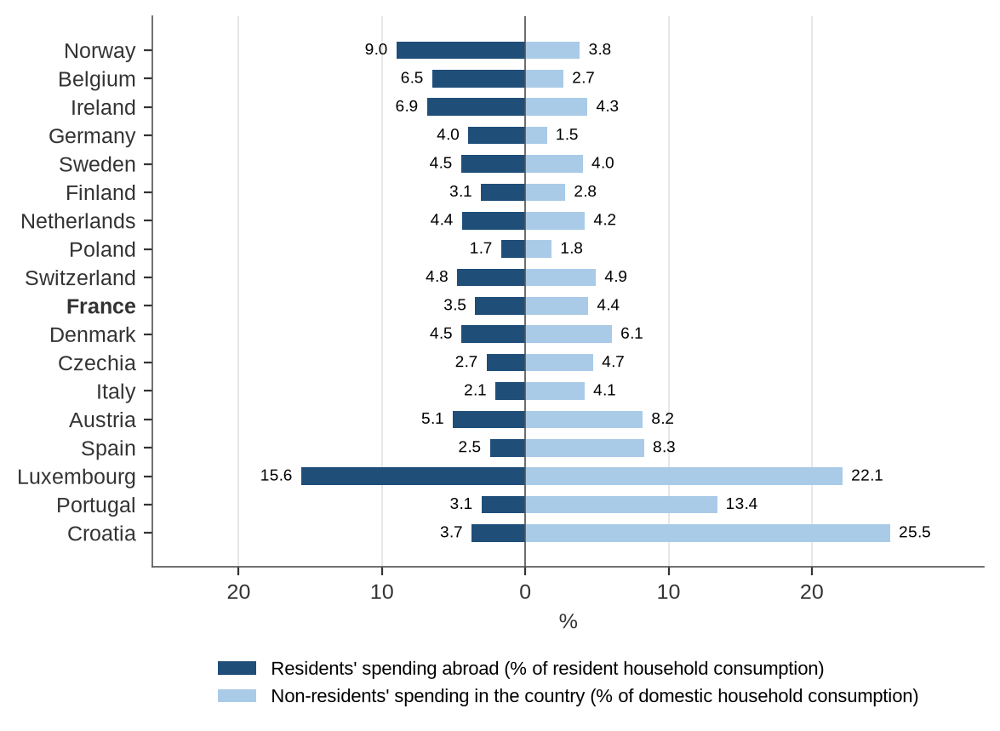 Norway 9.0 3.8
Belgium 6.5 2.7
Ireland 6.9 4.3
Germany 4.0 1.5
Sweden 4.5 4.0
Finland 3.1 2.8
Netherlands 4.4 4.2
Poland 1.7 1.8
Switzerland 4.8 4.9
France 3.5 4.4
Denmark 4.5 6.1
Czechia 2.7 4.7
Italy 2.1 4.1
Austria 5.1 8.2
Spain 2.5 8.3
Luxembourg 15.6 22.1
Portugal 3.1 13.4
Croatia 3.7 25.5
20 10 0 10 20
%
Residents' spending abroad (% of resident household consumption)
Non-residents' spending in the country (% of domestic household consumption)